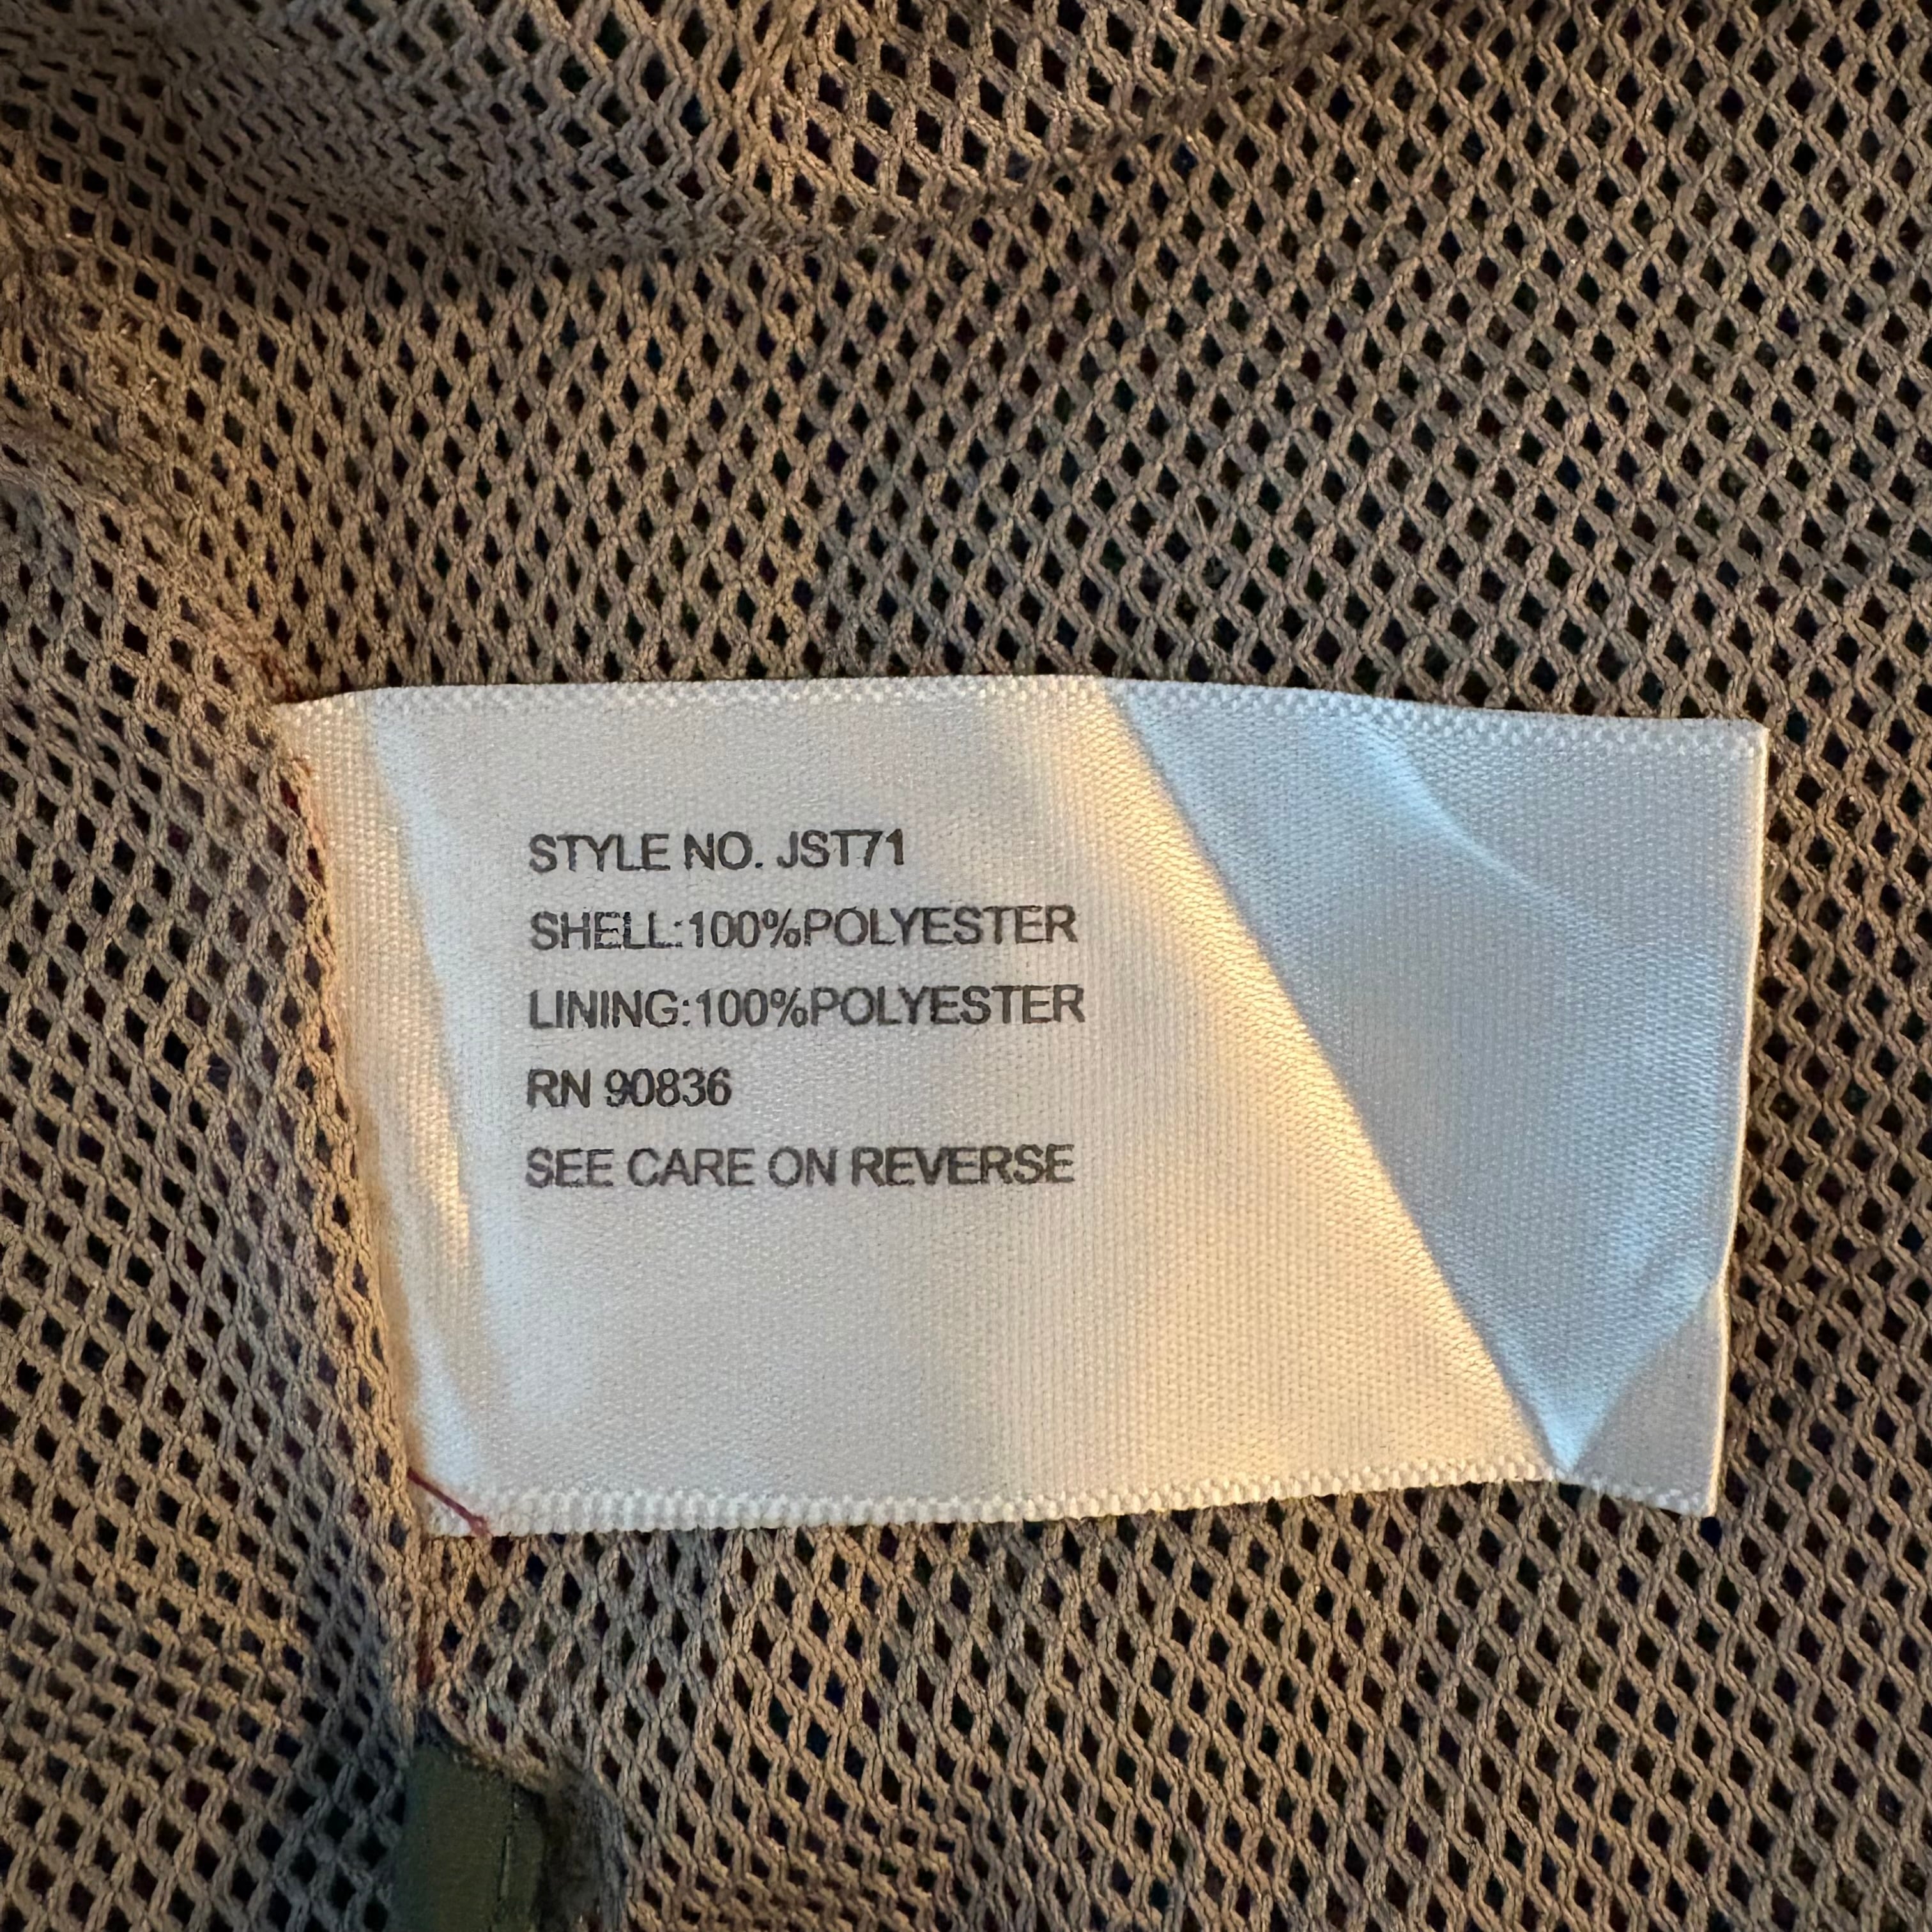 STYLE NO. JST71
SHELL:100%POLYESTER
LINING:100%POLYESTER
RN 90836
SEE CARE ON REVERSE